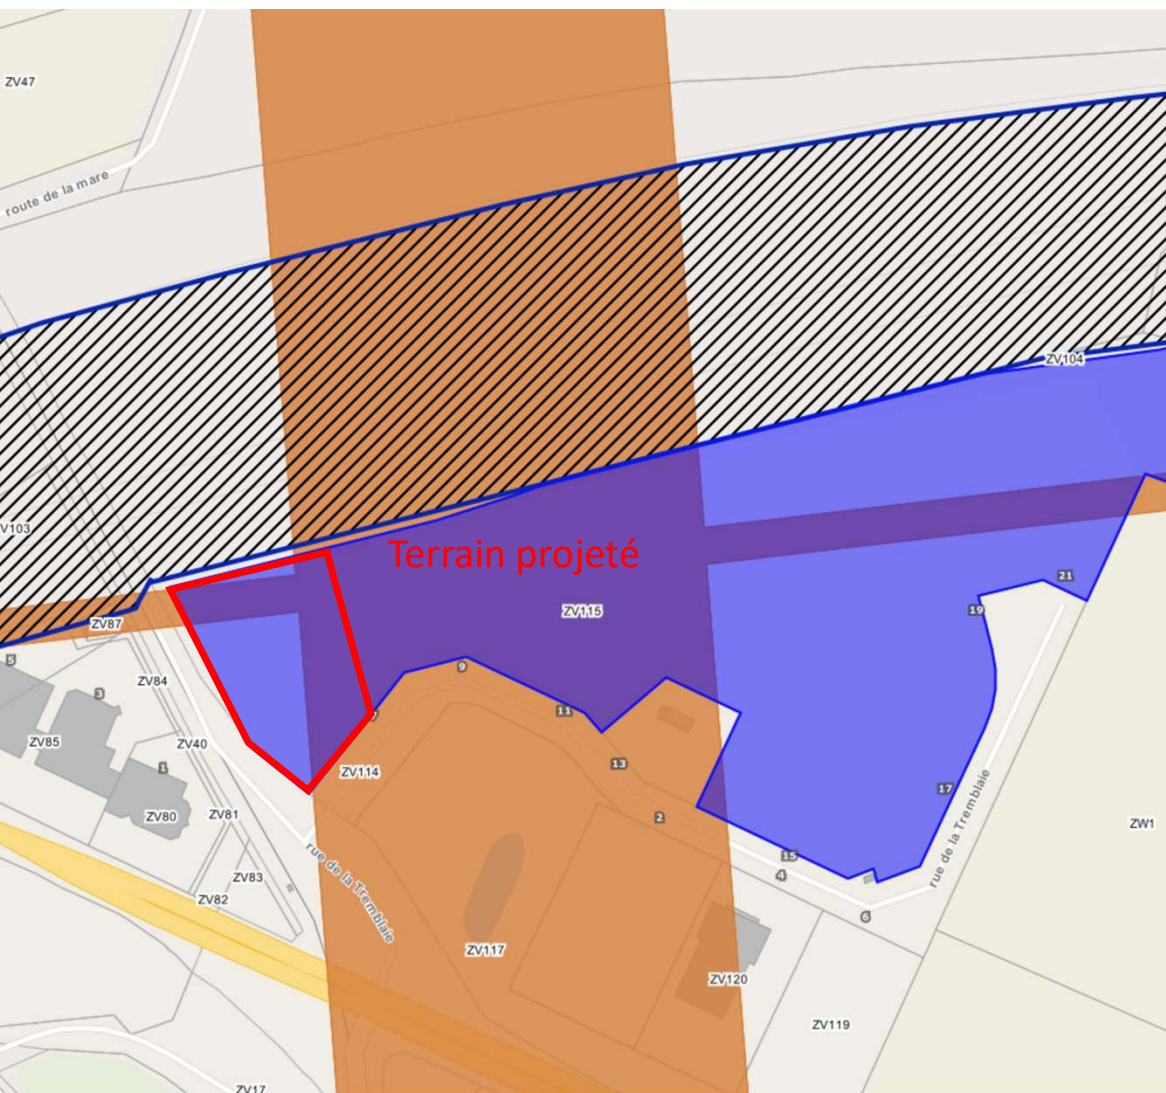 ZV47
route de la mare
ZV104
V103
Terrain projeté
ZV115
21
19
ZV87
5
ZV84
9
3
11
ZV40
ZV85
13
ZV114
1
17
ZV80
ZV81
2
ZW1
15
4
rue de la Tremblaie
ZV83
rue de la Tremblaie
ZV82
6
ZV117
ZV120
ZV119
ZV17